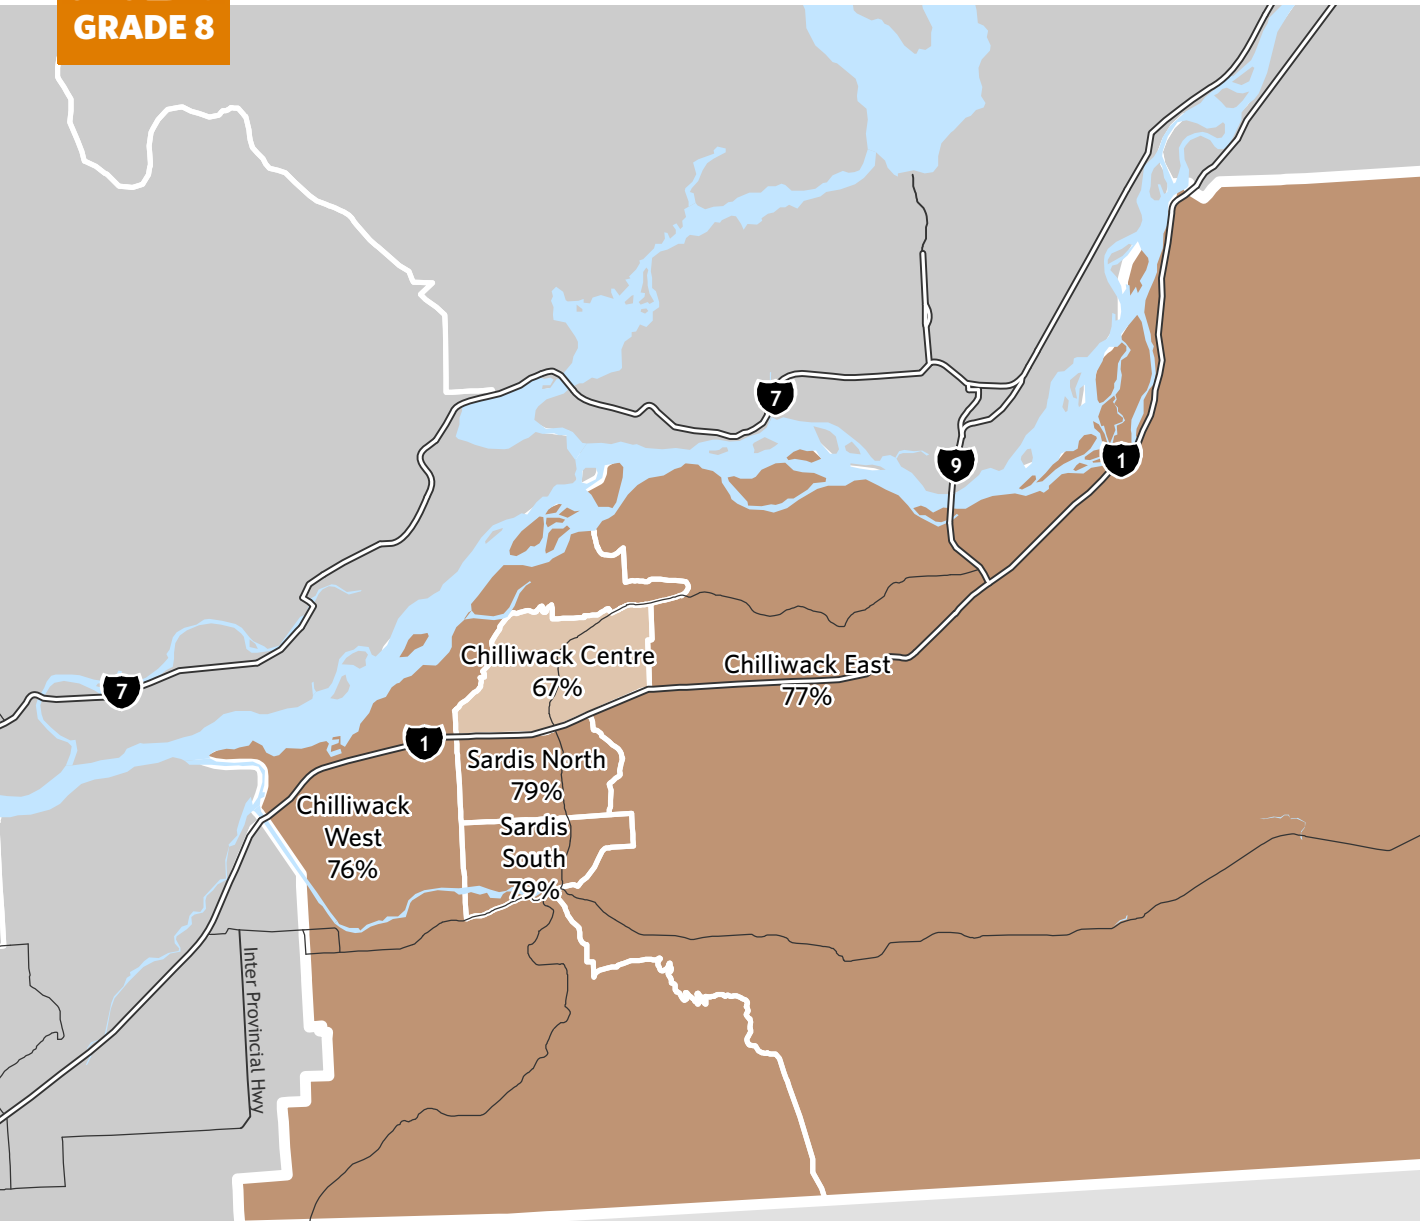 GRADE 8
7
9
1
Chilliwack Centre
67%
Chilliwack East
77%
7
1
Sardis North
79%
Chilliwack
West
76%
Sardis
South
79%
Inter Provincial Hwy